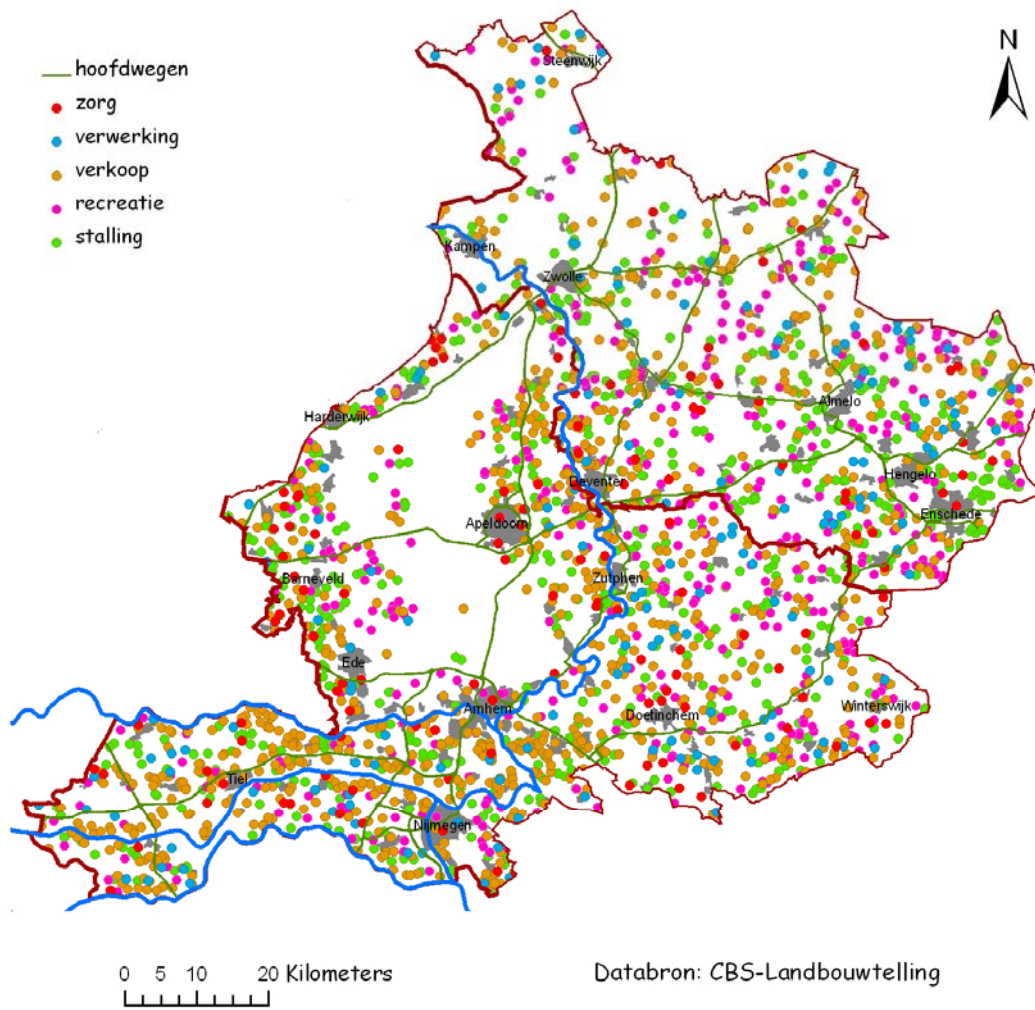 N
Steenwijk
hoofdwegen
zorg
verwerking
verkoop
recreatie
stalling
Kampen
Zwolle
Harderwijk
Almelo
Hengelo
Deventer
Enschede
Apeldoorn
Barneveld
Zutphen
Ede
Arnhem
Doetinchem
Winterswijk
Tiel
Nijmegen
0 5 10 20 Kilometers
Databron: CBS-Landbouwtelling